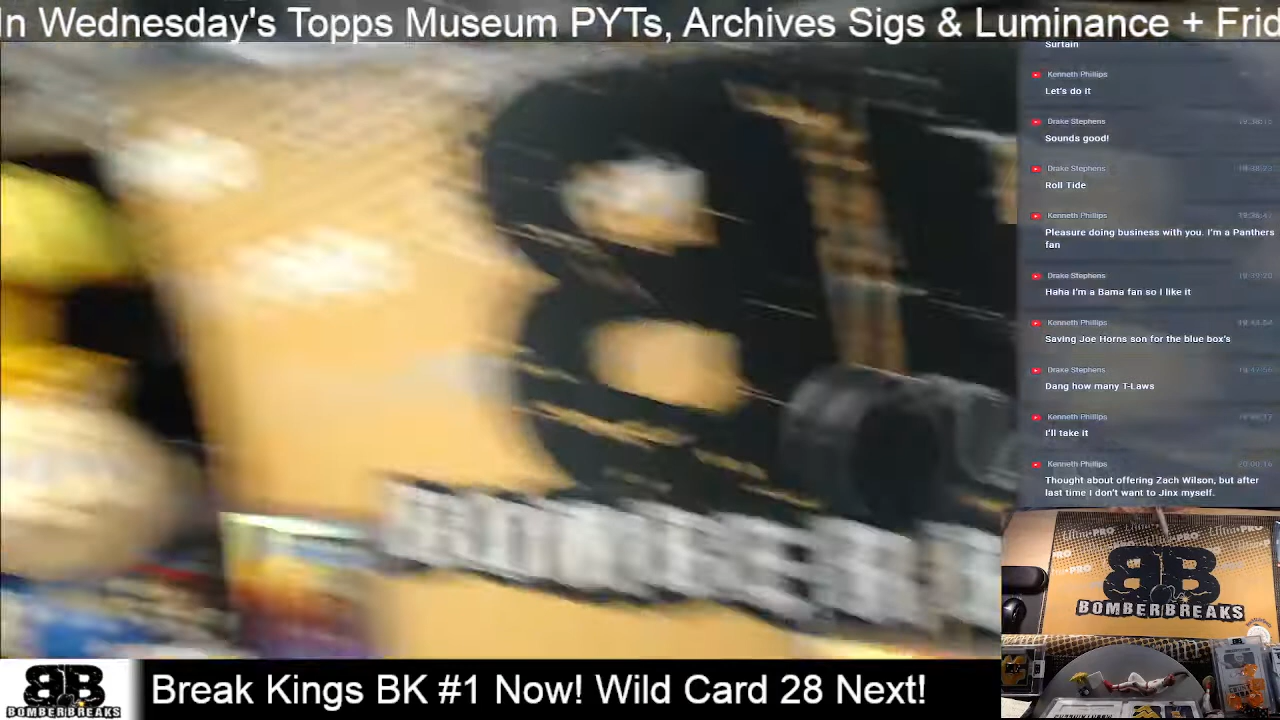 In Wednesday's Topps Museum PYTs, Archives Sigs & Luminance + Frid
Surtain
Kenneth Phillips
Let's do it
Drake Stephens
Sounds good!
Drake Stephens
Roll Tide
Kenneth Phillips
Pleasure doing business with you. I'm a Panthers
fan
Drake Stephens
Haha I'm a Bama fan so I like it
Kenneth Phillips
Saving Joe Horns son for the blue box's
Drake Stephens
Dang how many T-Laws
Kenneth Phillips
I'll take it
Kenneth Phillips
Thought about offering Zach Wilson, but after
last time I don't want to Jinx myself.
BB
BOMBERBREAKS
BB
BOMBERBREAKS
Break Kings BK #1 Now! Wild Card 28 Next!